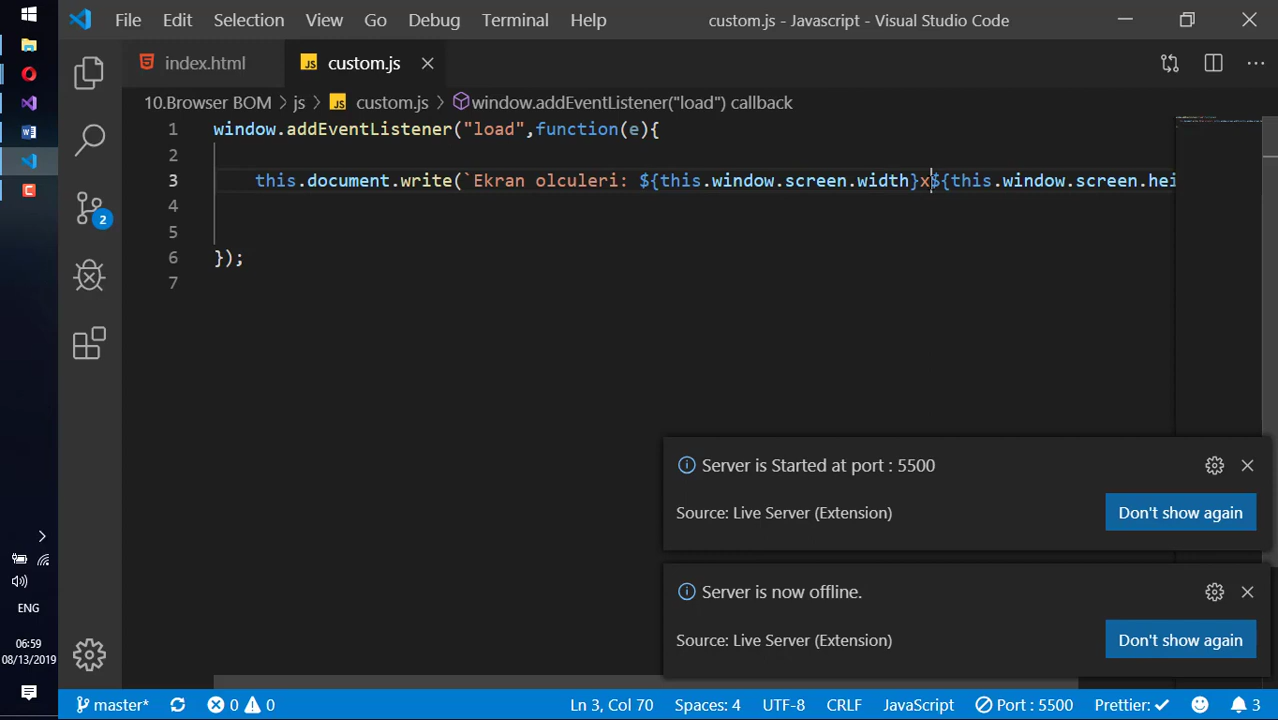 File Edit Selection View Go Debug Terminal Help custom.js - Javascript - Visual Studio Code
index.html JS custom.js
10.Browser BOM > js > JS custom.js > window.addEventListener("load") callback
1 window.addEventListener("load",function(e){
2
3 this.document.write(`Ekran olculeri: ${this.window.screen.width}x${this.window.screen.hei
4
5
6 });
7
2
Server is Started at port : 5500
Source: Live Server (Extension) Don't show again
Server is now offline.
Source: Live Server (Extension) Don't show again
ENG
06:59
08/13/2019
master* 0 0 Ln 3, Col 70 Spaces: 4 UTF-8 CRLF JavaScript Port : 5500 Prettier: ✓ 3